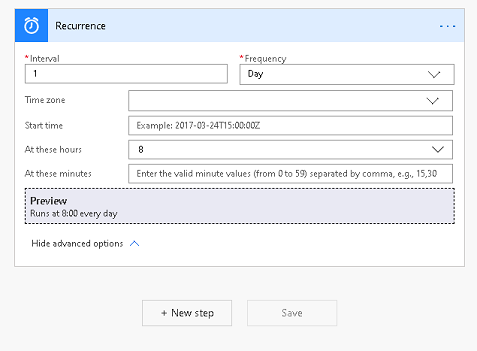 Recurrence
* Interval
* Frequency
1
Day
Time zone
Start time
Example: 2017-03-24T15:00:00Z
At these hours
8
At these minutes
Enter the valid minute values (from 0 to 59) separated by comma, e.g., 15,30
Preview
Runs at 8:00 every day
Hide advanced options
+ New step
Save